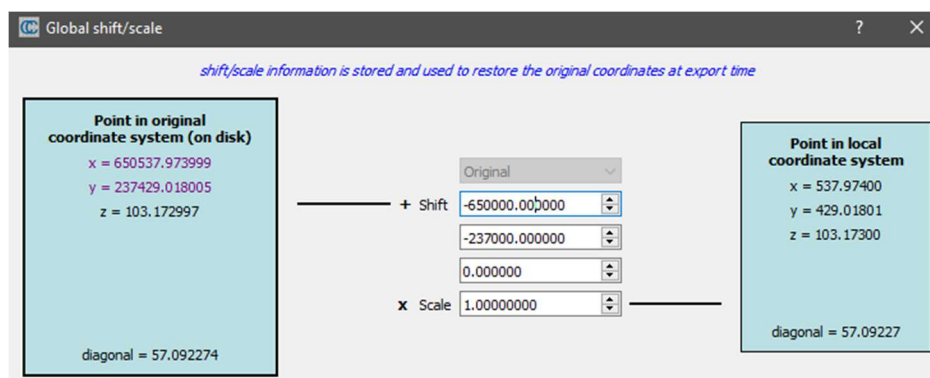 Global shift/scale
shift/scale information is stored and used to restore the original coordinates at export time
Point in original
coordinate system (on disk)
x = 650537.973999
y = 237429.018005
z = 103.172997
diagonal = 57.092274
Original
+ Shift -650000.000000
-237000.000000
0.000000
x Scale 1.00000000
Point in local
coordinate system
x = 537.97400
y = 429.01801
z = 103.17300
diagonal = 57.09227